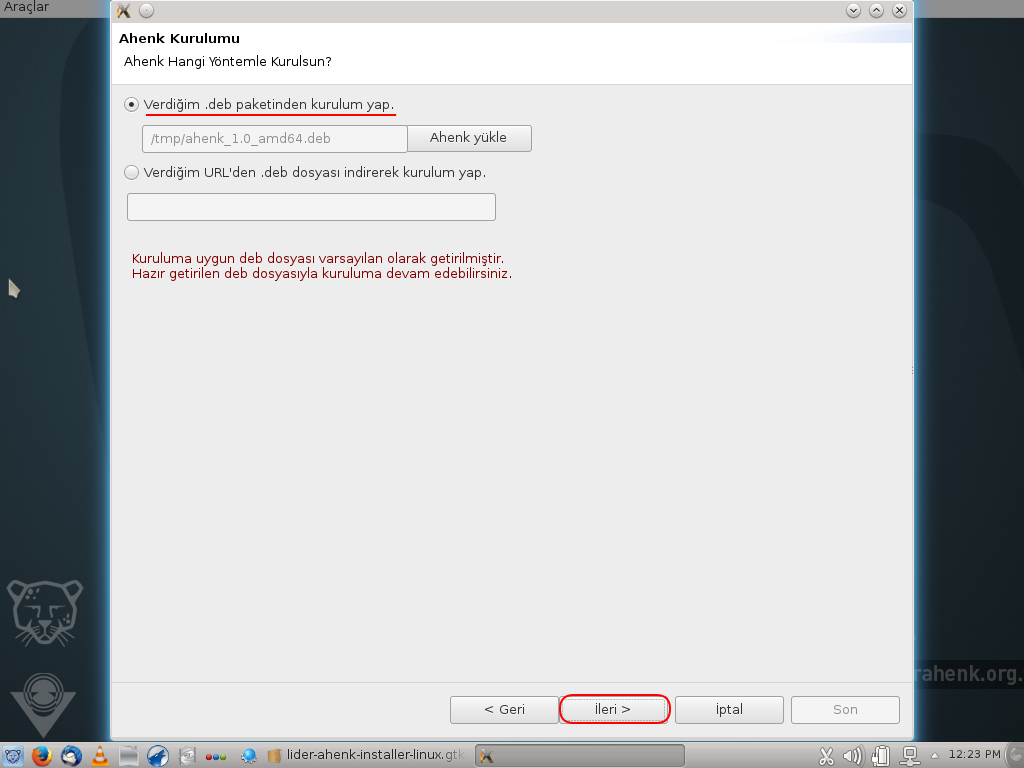 Araçlar
Ahenk Kurulumu
Ahenk Hangi Yöntemle Kurulsun?
Verdiğim .deb paketinden kurulum yap.
/tmp/ahenk_1.0_amd64.deb
Ahenk yükle
Verdiğim URL'den .deb dosyası indirerek kurulum yap.
Kuruluma uygun deb dosyası varsayılan olarak getirilmiştir.
Hazır getirilen deb dosyasıyla kuruluma devam edebilirsiniz.
rahenk.org.
< Geri
İleri >
İptal
Son
lider-ahenk-installer-linux.gtk
12:23 PM